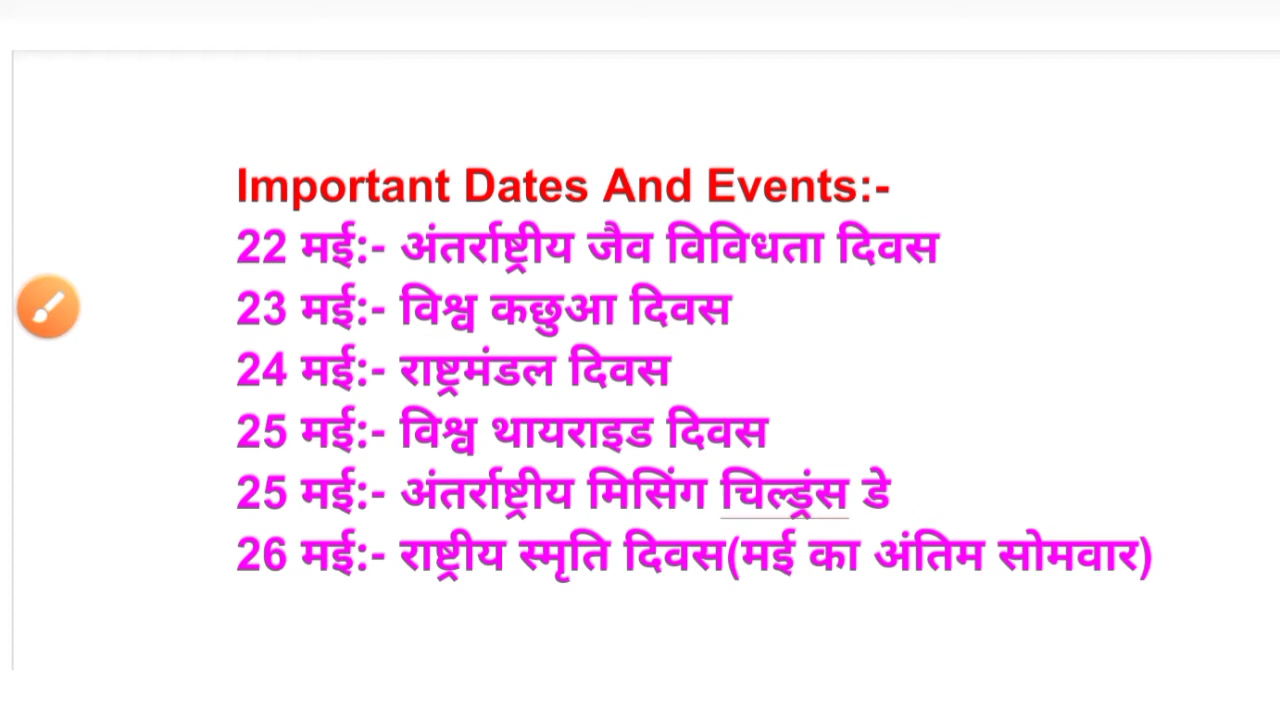 Important Dates And Events:-
22 मई:- अंतर्राष्ट्रीय जैव विविधता दिवस
23 मई:- विश्व कछुआ दिवस
24 मई:- राष्ट्रमंडल दिवस
25 मई:- विश्व थायराइड दिवस
25 मई:- अंतर्राष्ट्रीय मिसिंग चिल्ड्रंस डे
26 मई:- राष्ट्रीय स्मृति दिवस(मई का अंतिम सोमवार)